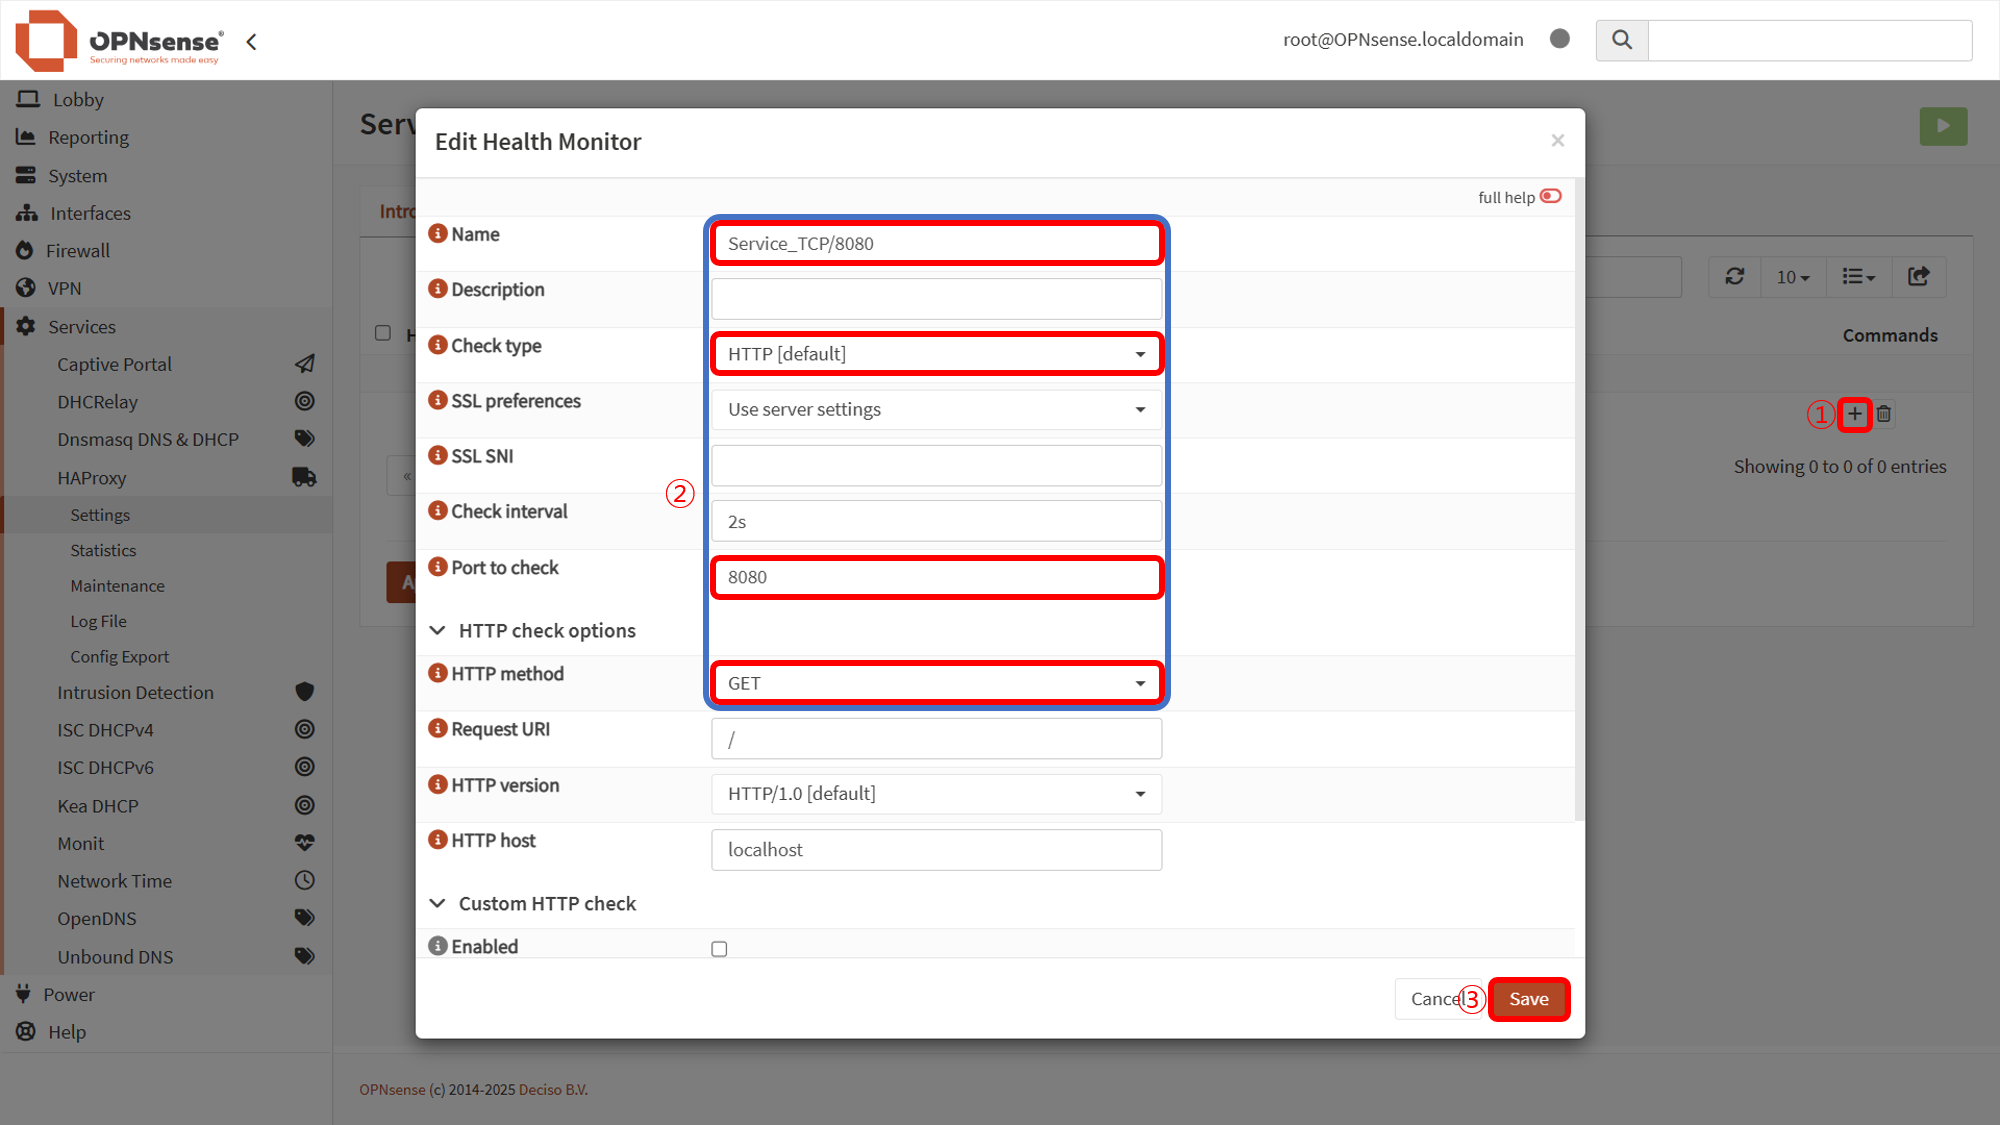 OPNsense®
Securing networks made easy
root@OPNsense.localdomain
Lobby
Reporting
System
Interfaces
Firewall
VPN
Services
Captive Portal
DHCRelay
Dnsmasq DNS & DHCP
HAProxy
Settings
Statistics
Maintenance
Log File
Config Export
Intrusion Detection
ISC DHCPv4
ISC DHCPv6
Kea DHCP
Monit
Network Time
OpenDNS
Unbound DNS
Power
Help
Serv
Intro
10
H
Commands
①
«
Showing 0 to 0 of 0 entries
Ap
Edit Health Monitor
×
full help
Name
Service_TCP/8080
Description
Check type
HTTP [default]
SSL preferences
Use server settings
SSL SNI
②
Check interval
2s
Port to check
8080
HTTP check options
HTTP method
GET
Request URI
/
HTTP version
HTTP/1.0 [default]
HTTP host
localhost
Custom HTTP check
Enabled
Cancel
③
Save
OPNsense (c) 2014-2025 Deciso B.V.